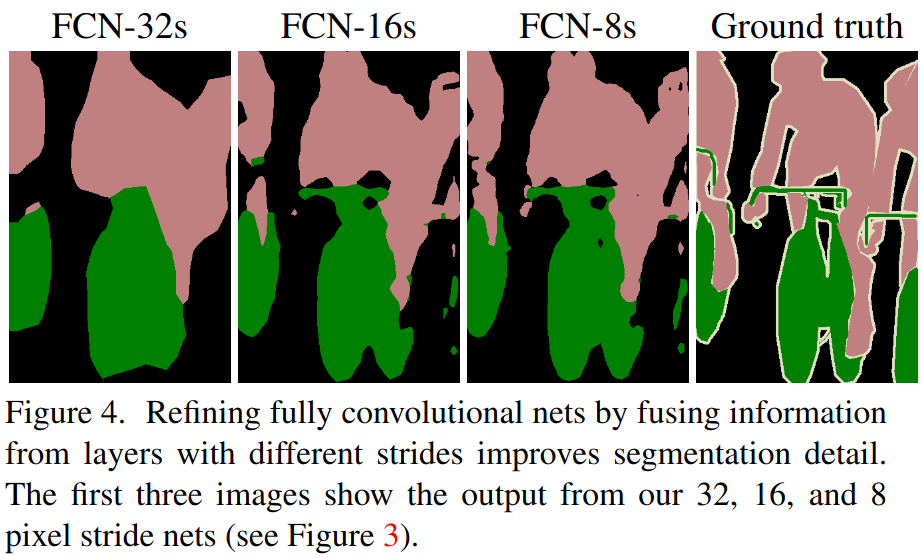 FCN-32s FCN-16s FCN-8s Ground truth
Figure 4. Refining fully convolutional nets by fusing information
from layers with different strides improves segmentation detail.
The first three images show the output from our 32, 16, and 8
pixel stride nets (see Figure 3).